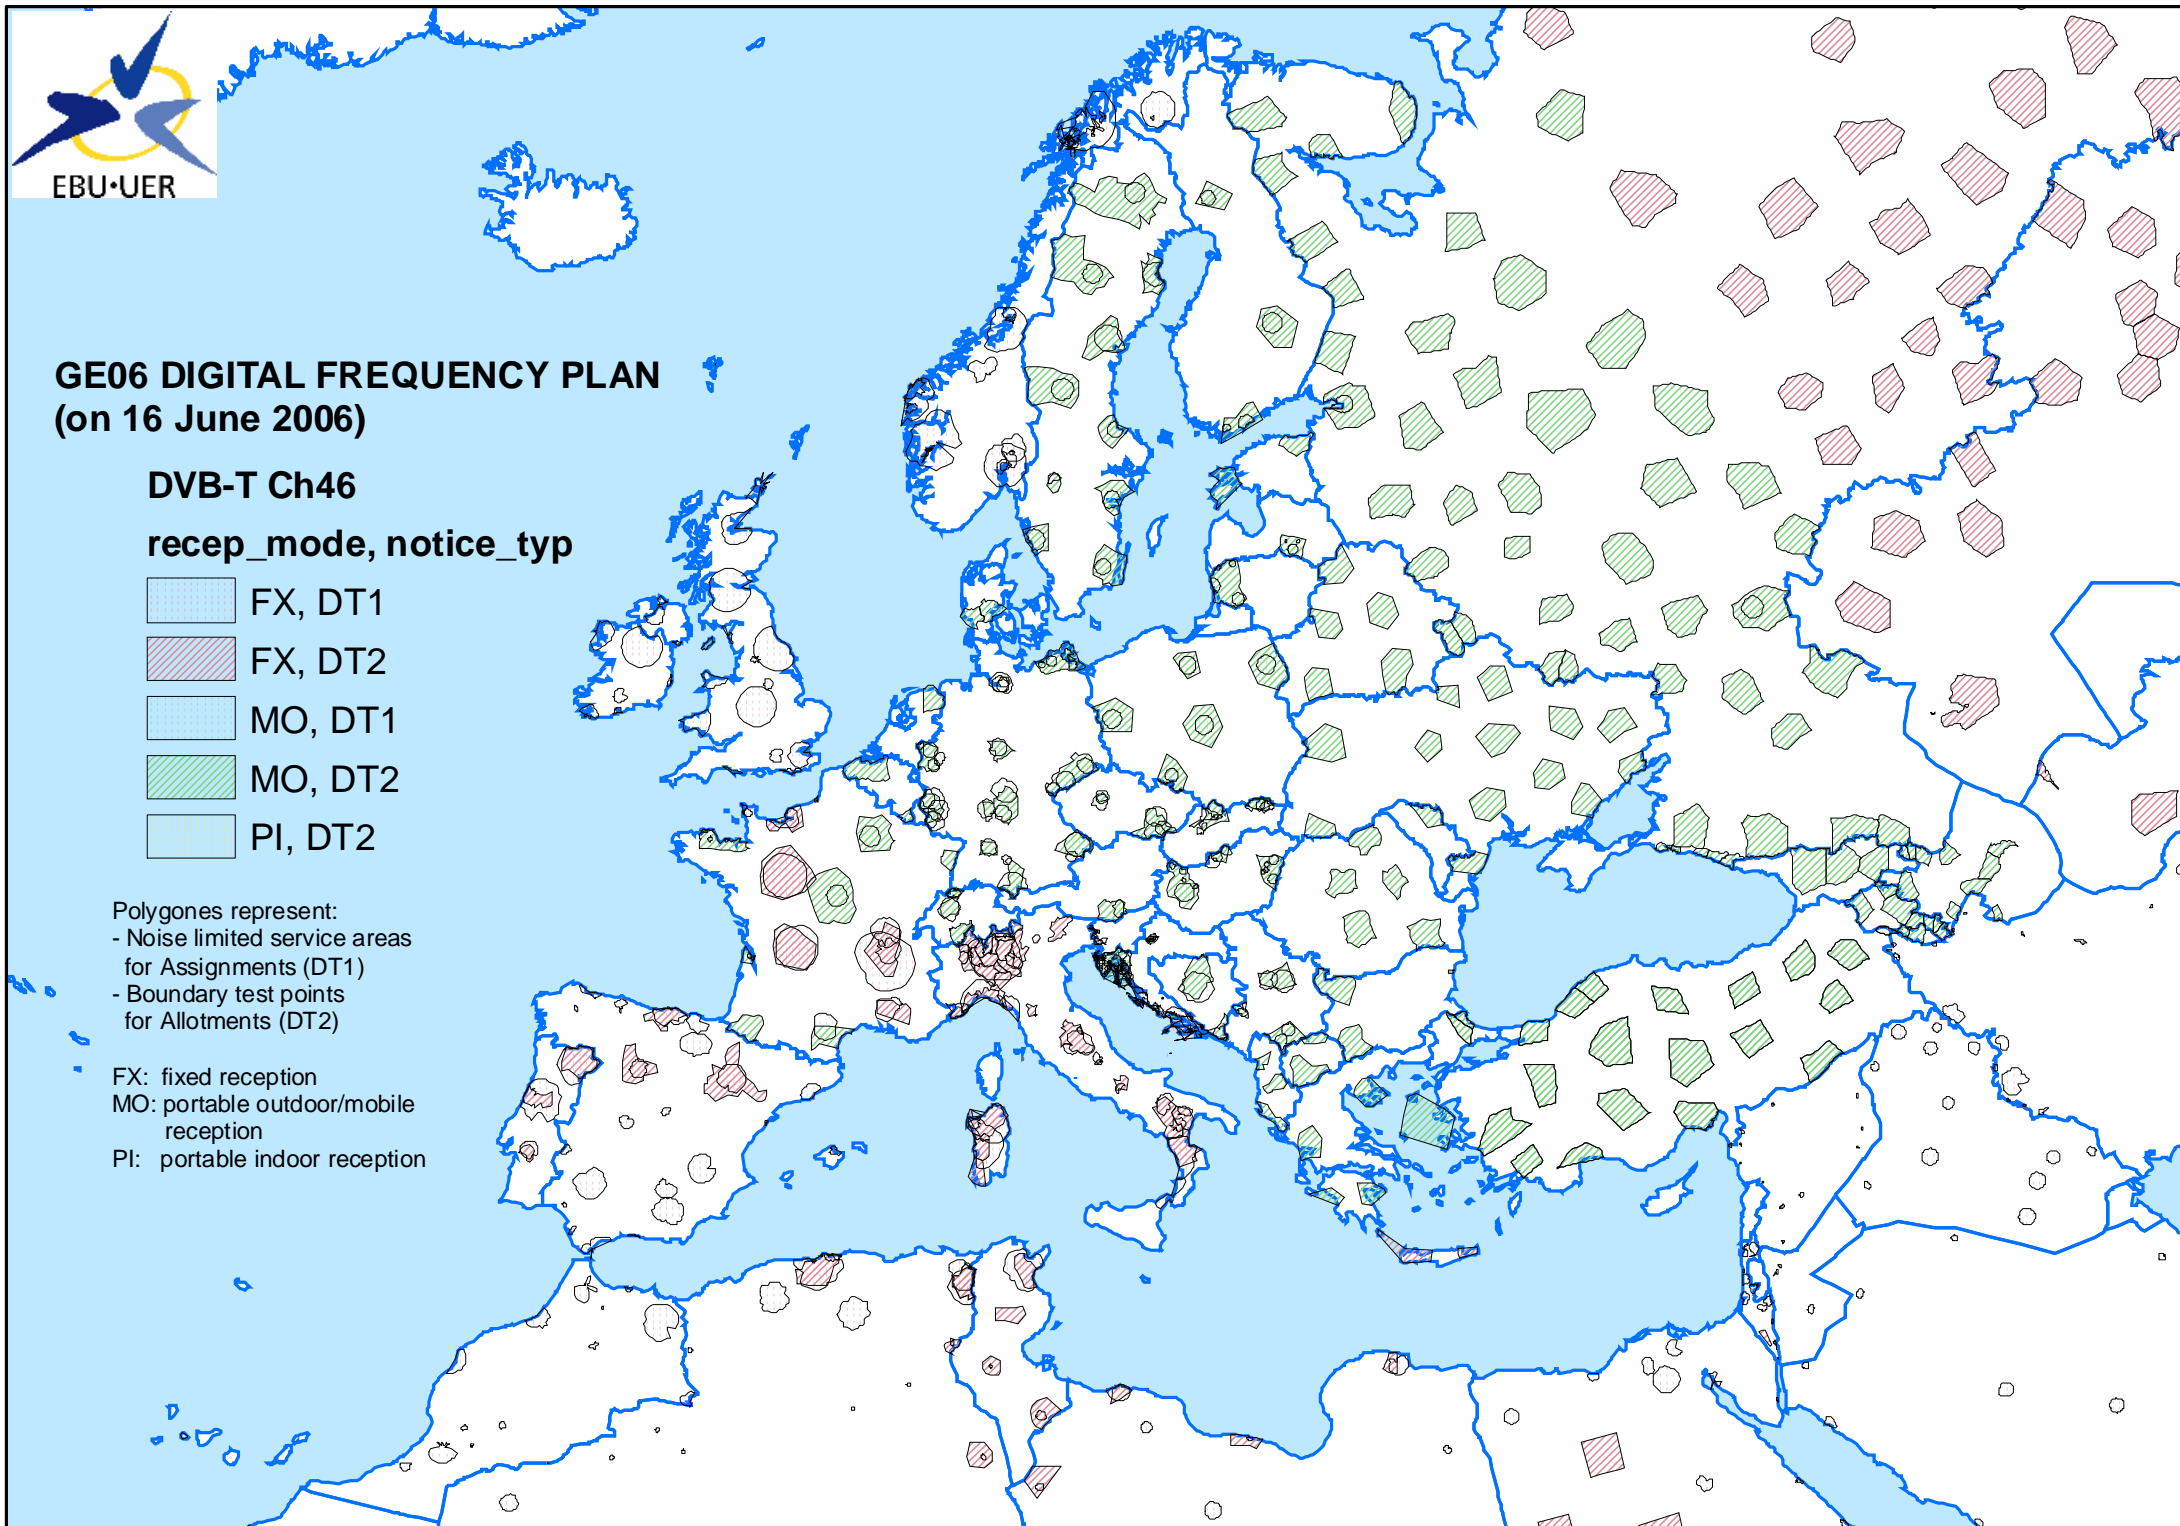 EBU•UER
GE06 DIGITAL FREQUENCY PLAN
(on 16 June 2006)
DVB-T Ch46
recep_mode, notice_typ
FX, DT1
FX, DT2
MO, DT1
MO, DT2
PI, DT2
Polygones represent:
- Noise limited service areas
for Assignments (DT1)
- Boundary test points
for Allotments (DT2)
FX: fixed reception
MO: portable outdoor/mobile
reception
PI: portable indoor reception